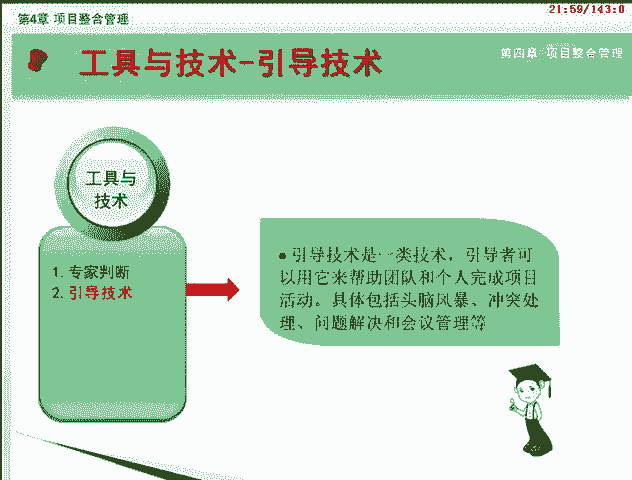 第4章 项目整合管理
21:59/143:0
工具与技术-引导技术
第四章 项目整合管理
工具与
技术
1. 专家判断
2. 引导技术
● 引导技术是一类技术，引导者可
以用它来帮助团队和个人完成项目
活动。具体包括头脑风暴、冲突处
理、问题解决和会议管理等